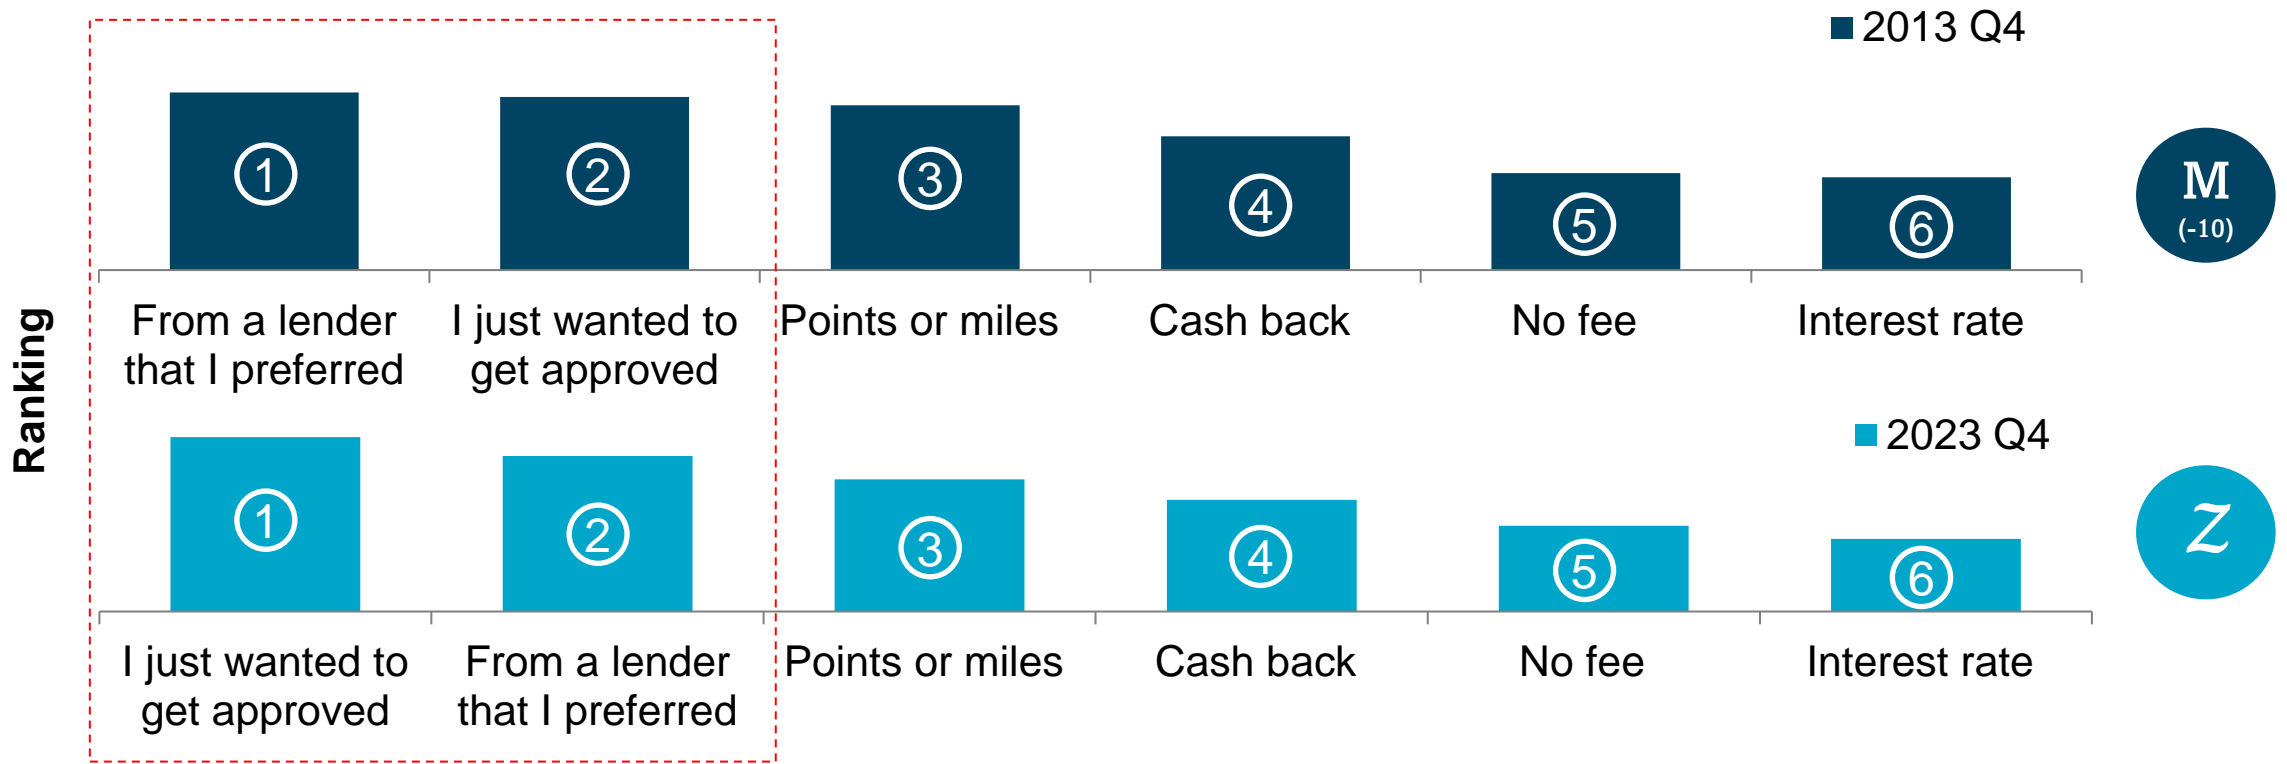 2013 Q4
1
2
3
4
5
6
M
(-10)
From a lender
that I preferred
I just wanted to
get approved
Points or miles
Cash back
No fee
Interest rate
Ranking
2023 Q4
1
2
3
4
5
6
Z
I just wanted to
get approved
From a lender
that I preferred
Points or miles
Cash back
No fee
Interest rate